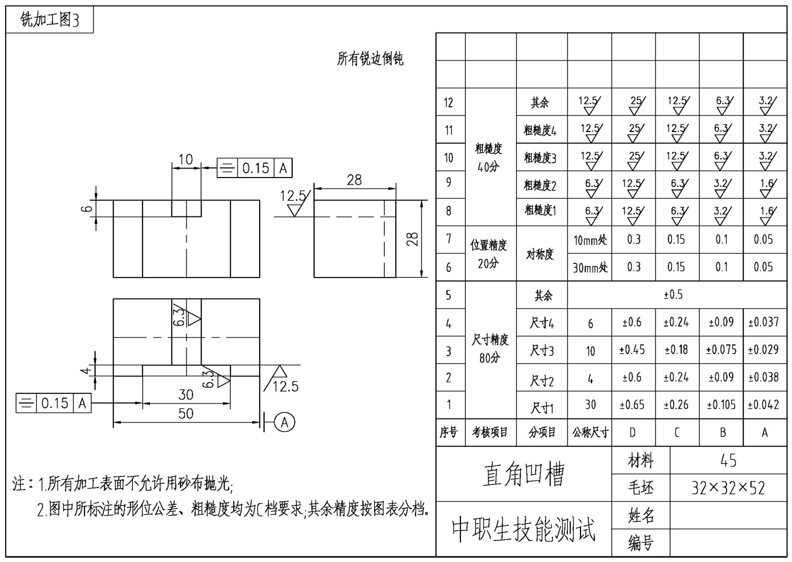 铣加工图3
所有锐边倒钝
10
⌯ 0.15 A
6
12.5
28
28
6.3
4
6.3
12.5
⌯ 0.15 A
30
50
A
注：1.所有加工表面不允许用砂布抛光;
2.图中所标注的形位公差、粗糙度均为C档要求;其余精度按图表分档.
12 粗糙度 40分 其余 12.5 25 12.5 6.3 3.2
11 粗糙度4 12.5 25 12.5 6.3 3.2
10 粗糙度3 12.5 25 12.5 6.3 3.2
9 粗糙度2 6.3 12.5 6.3 3.2 1.6
8 粗糙度1 6.3 12.5 6.3 3.2 1.6
7 位置精度 20分 对称度 10mm处 0.3 0.15 0.1 0.05
6 30mm处 0.3 0.15 0.1 0.05
5 尺寸精度 80分 其余 ±0.5
4 尺寸4 6 ±0.6 ±0.24 ±0.09 ±0.037
3 尺寸3 10 ±0.45 ±0.18 ±0.075 ±0.029
2 尺寸2 4 ±0.6 ±0.24 ±0.09 ±0.038
1 尺寸1 30 ±0.65 ±0.26 ±0.105 ±0.042
序号 考核项目 分项目 公称尺寸 D C B A
直角凹槽 材料 45
毛坯 32×32×52
中职生技能测试 姓名
编号